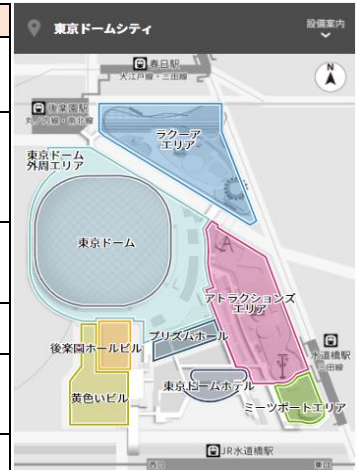 東京ドームシティ
設備案内
春日駅
大江戸線・三田線
N
後楽園駅
丸ノ内線・南北線
ラクーア
エリア
東京ドーム
外周エリア
東京ドーム
アトラクションズ
エリア
プリズムホール
後楽園ホールビル
水道橋駅
三田線
東京ドームホテル
黄色いビル
ミーツポートエリア
JR水道橋駅
西口
東口